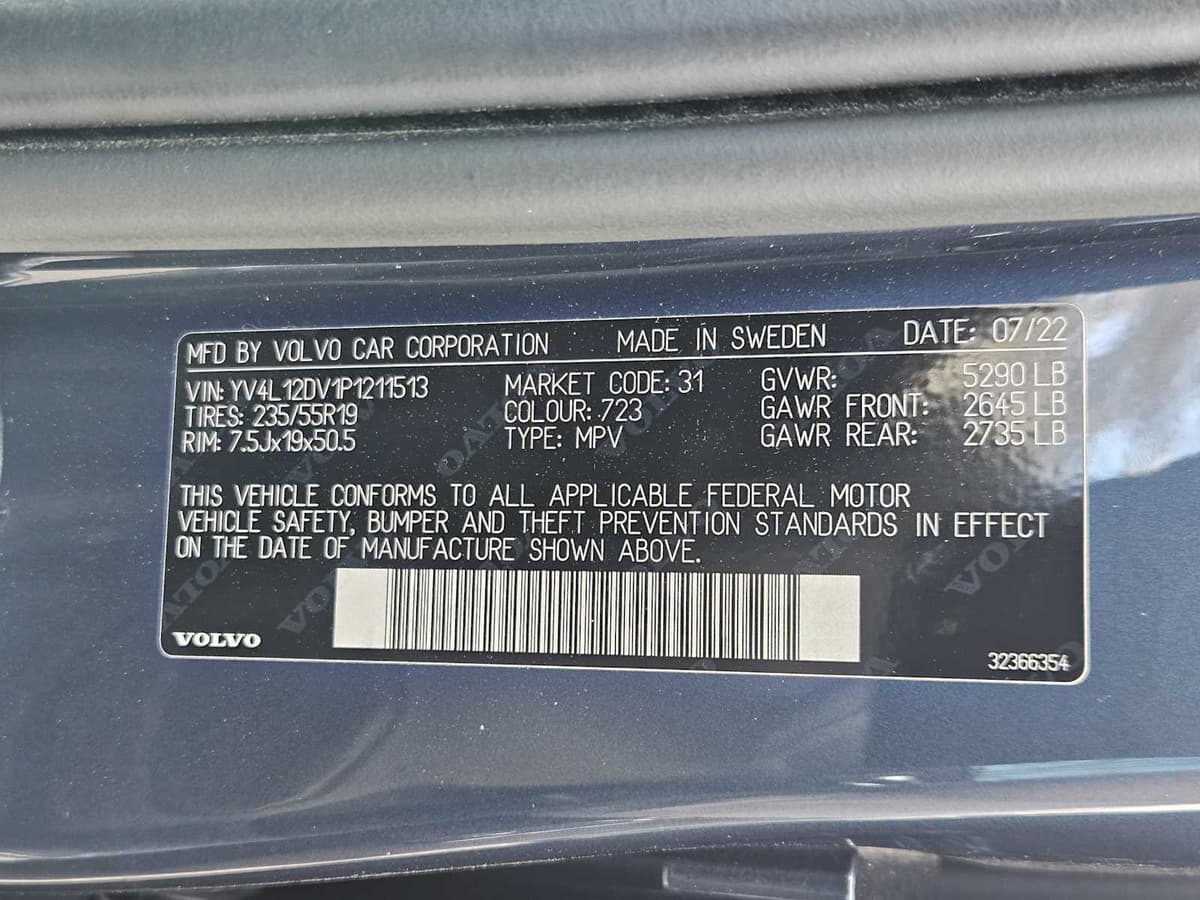 MFD BY VOLVO CAR CORPORATION MADE IN SWEDEN DATE: 07/22
VIN: YV4L12DV1P1211513 MARKET CODE: 31 GVWR: 5290 LB
TIRES: 235/55R19 COLOUR: 723 GAWR FRONT: 2645 LB
RIM: 7.5Jx19x50.5 TYPE: MPV GAWR REAR: 2735 LB
THIS VEHICLE CONFORMS TO ALL APPLICABLE FEDERAL MOTOR
VEHICLE SAFETY, BUMPER AND THEFT PREVENTION STANDARDS IN EFFECT
ON THE DATE OF MANUFACTURE SHOWN ABOVE.
VOLVO
32366354